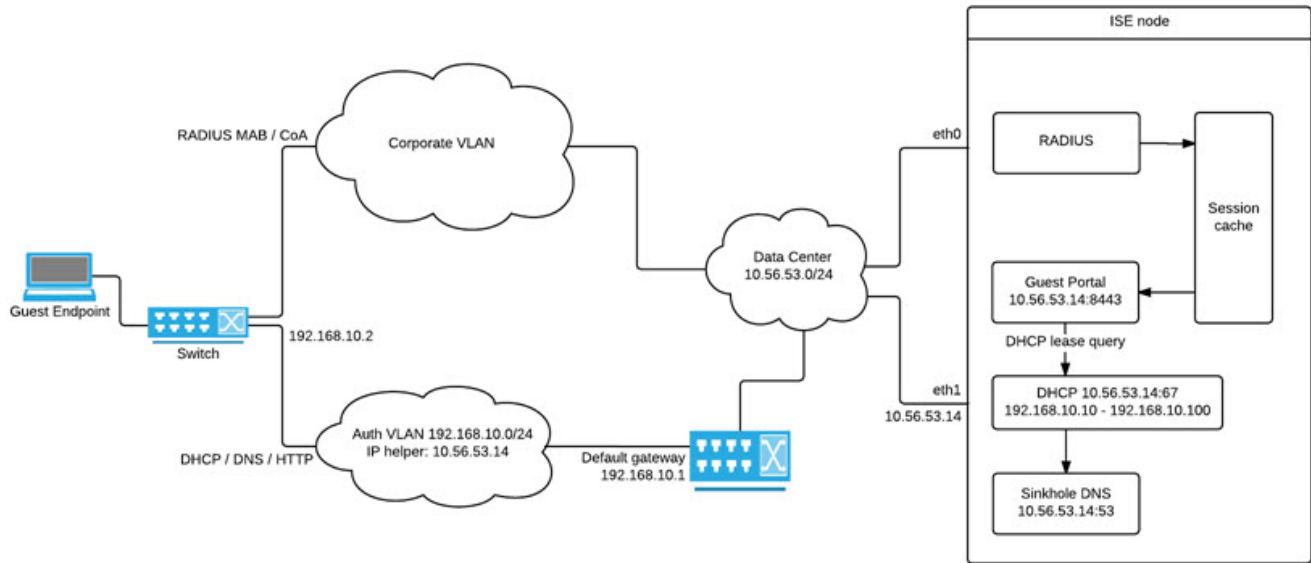 ISE node
RADIUS MAB / CoA
Corporate VLAN
eth0
RADIUS
Session
cache
Data Center
10.56.53.0/24
Guest Portal
10.56.53.14:8443
Guest Endpoint
Switch
192.168.10.2
DHCP lease query
eth1
10.56.53.14
DHCP 10.56.53.14:67
192.168.10.10 - 192.168.10.100
Auth VLAN 192.168.10.0/24
IP helper: 10.56.53.14
DHCP / DNS / HTTP
Default gateway
192.168.10.1
Sinkhole DNS
10.56.53.14:53